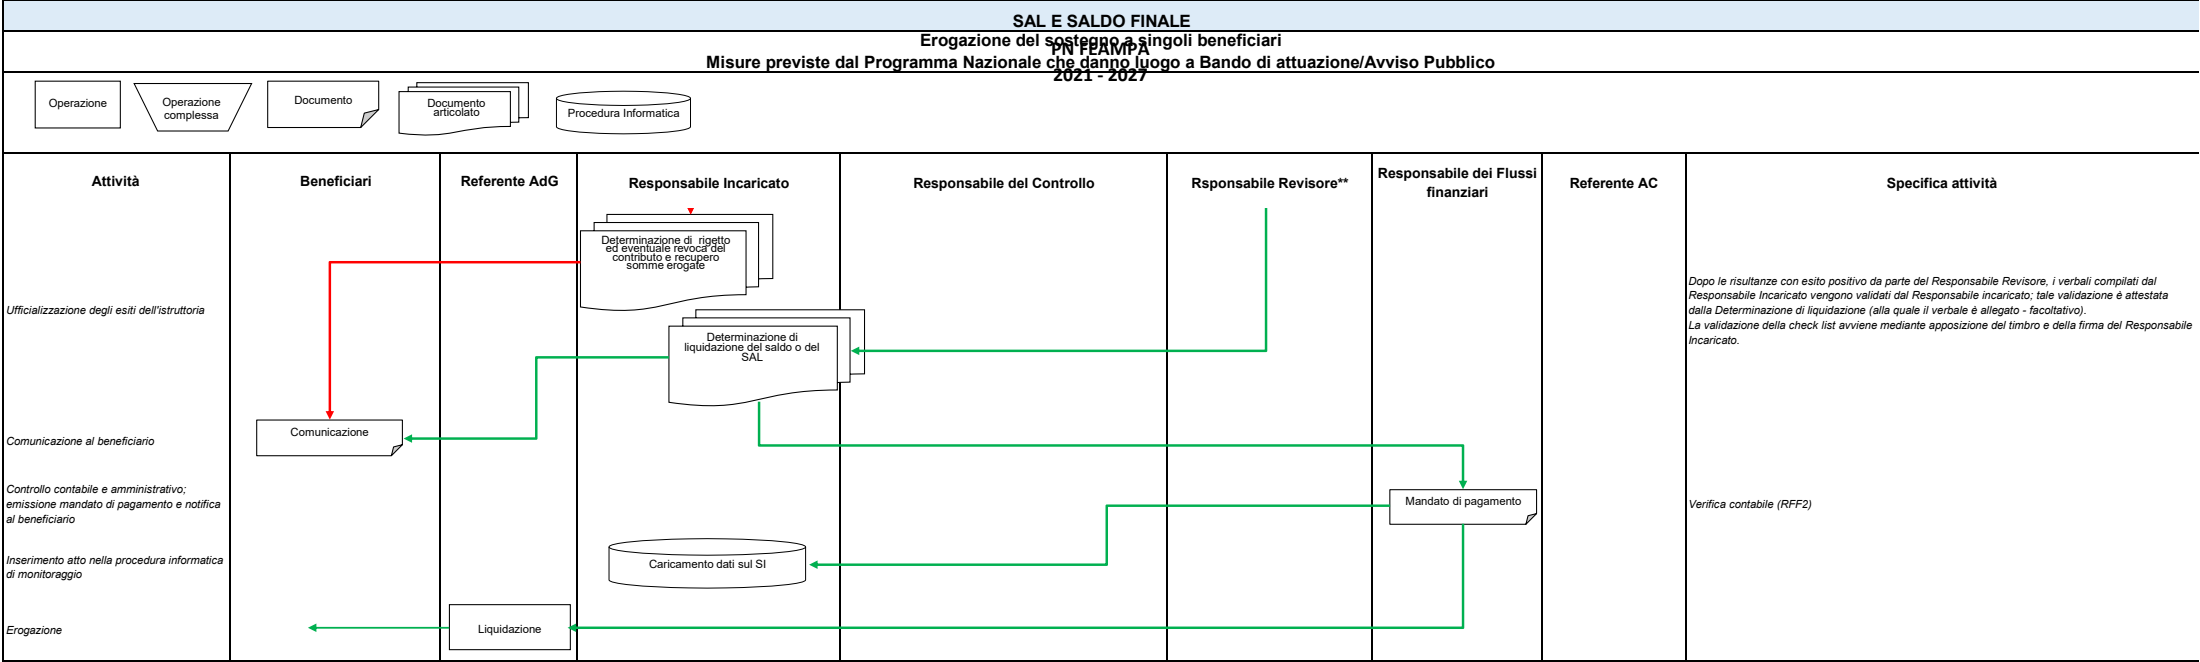 SAL E SALDO FINALE
Erogazione del sostegno a singoli beneficiari
PN FEAMPA
Misure previste dal Programma Nazionale che danno luogo a Bando di attuazione/Avviso Pubblico
2021 - 2027
Operazione
Operazione
complessa
Documento
Documento
articolato
Procedura Informatica
Attività
Beneficiari
Referente AdG
Responsabile Incaricato
Responsabile del Controllo
Rsponsabile Revisore**
Responsabile dei Flussi
finanziari
Referente AC
Specifica attività
Ufficializzazione degli esiti dell'istruttoria
Determinazione di rigetto
ed eventuale revoca del
contributo e recupero
somme erogate
Determinazione di
liquidazione del saldo o del
SAL
Dopo le risultanze con esito positivo da parte del Responsabile Revisore, i verbali compilati dal
Responsabile Incaricato vengono validati dal Responsabile incaricato; tale validazione è attestata
dalla Determinazione di liquidazione (alla quale il verbale è allegato - facoltativo).
La validazione della check list avviene mediante apposizione del timbro e della firma del Responsabile
Incaricato.
Comunicazione al beneficiario
Comunicazione
Controllo contabile e amministrativo;
emissione mandato di pagamento e notifica
al beneficiario
Mandato di pagamento
Verifica contabile (RFF2)
Inserimento atto nella procedura informatica
di monitoraggio
Caricamento dati sul SI
Erogazione
Liquidazione